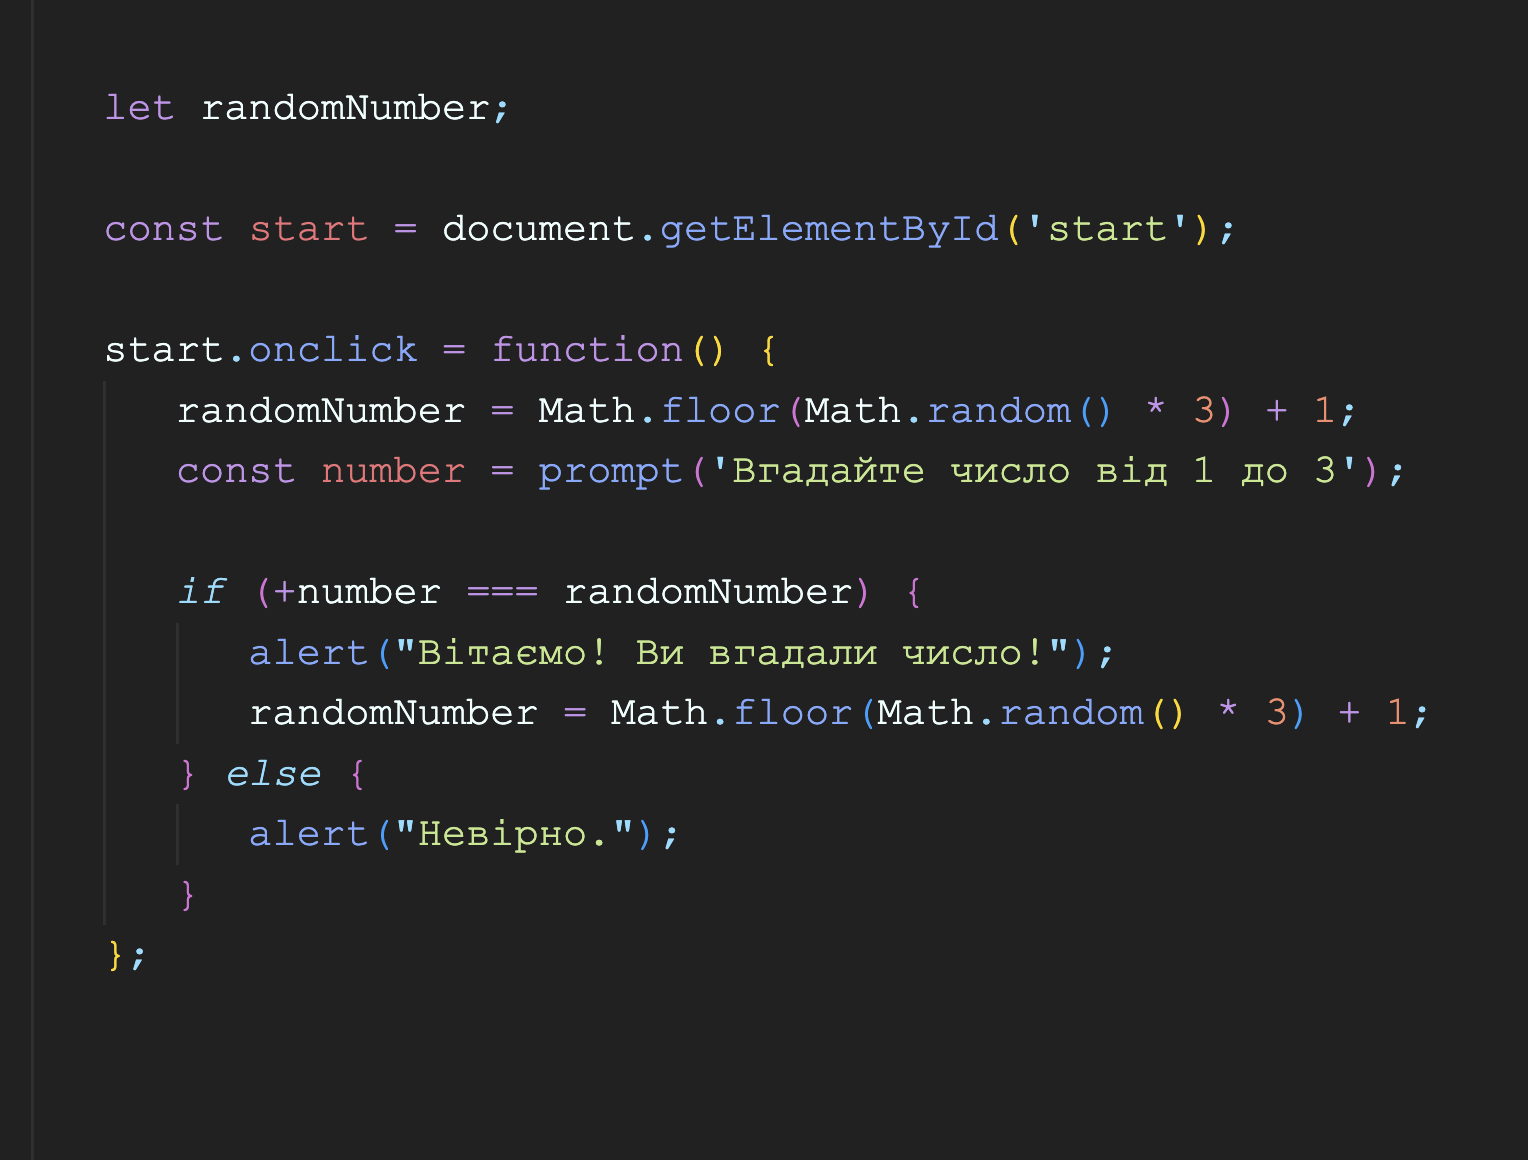 let randomNumber;
const start = document.getElementById('start');
start.onclick = function() {
randomNumber = Math.floor(Math.random() * 3) + 1;
const number = prompt('Вгадайте число від 1 до 3');
if (+number === randomNumber) {
alert("Вітаємо! Ви вгадали число!");
randomNumber = Math.floor(Math.random() * 3) + 1;
} else {
alert("Невірно.");
}
};